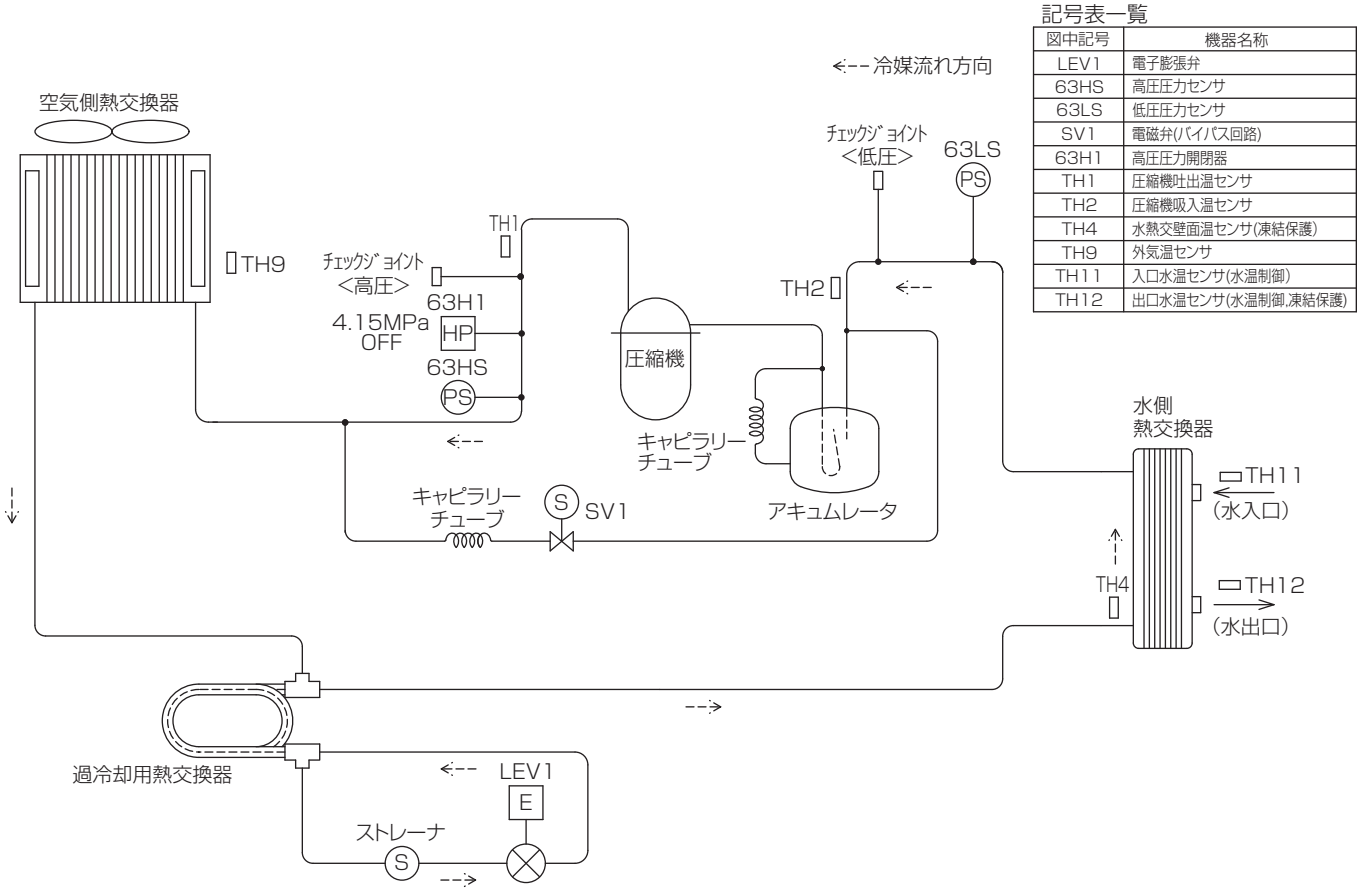 記号表一覧
図中記号 機器名称
LEV1 電子膨張弁
63HS 高圧圧力センサ
63LS 低圧圧力センサ
SV1 電磁弁(バイパス回路)
63H1 高圧圧力開閉器
TH1 圧縮機吐出温センサ
TH2 圧縮機吸入温センサ
TH4 水熱交壁面温センサ(凍結保護)
TH9 外気温センサ
TH11 入口水温センサ(水温制御)
TH12 出口水温センサ(水温制御,凍結保護)
冷媒流れ方向
空気側熱交換器
TH9
チェックジョイント
<高圧>
TH1
63H1
4.15MPa
OFF
HP
63HS
PS
圧縮機
チェックジョイント
<低圧>
63LS
PS
TH2
キャピラリー
チューブ
アキュムレータ
キャピラリー
チューブ
S
SV1
水側
熱交換器
TH11
(水入口)
TH4
TH12
(水出口)
過冷却用熱交換器
LEV1
E
ストレーナ
S